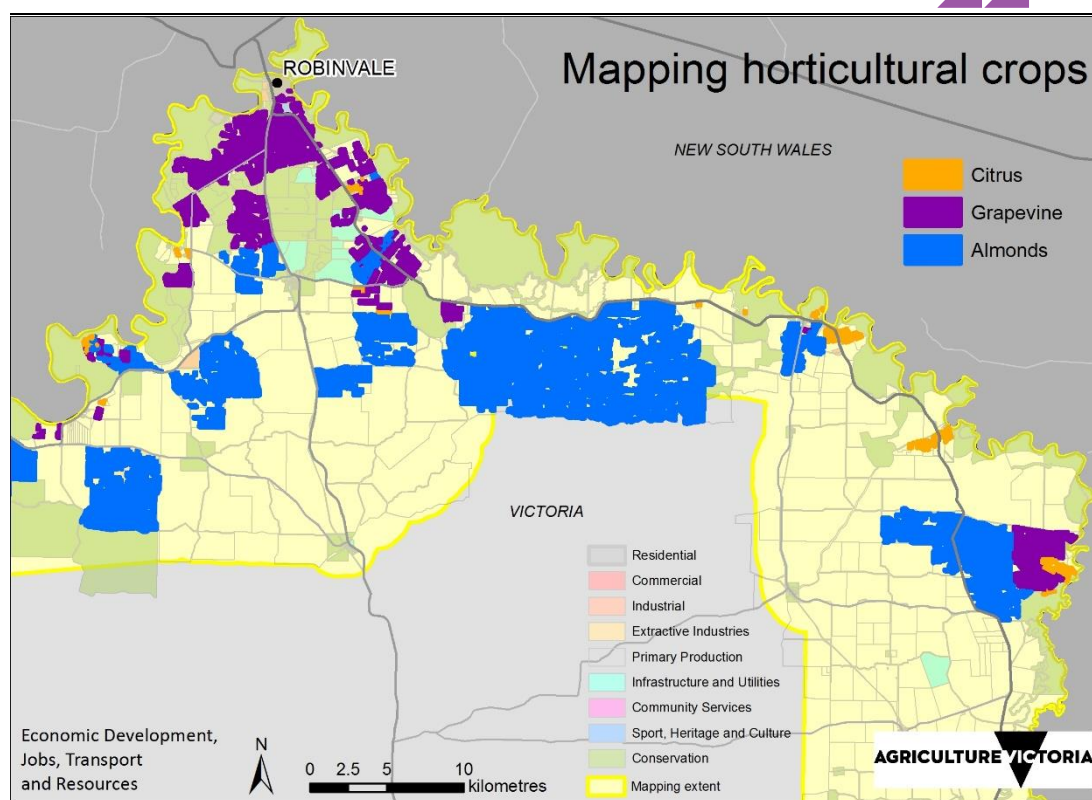 Mapping horticultural crops
ROBINVALE
NEW SOUTH WALES
Citrus
Grapevine
Almonds
VICTORIA
Residential
Commercial
Industrial
Extractive Industries
Primary Production
Infrastructure and Utilities
Community Services
Sport, Heritage and Culture
Conservation
Mapping extent
Economic Development,
Jobs, Transport
and Resources
N
0 2.5 5 10
kilometres
AGRICULTURE VICTORIA